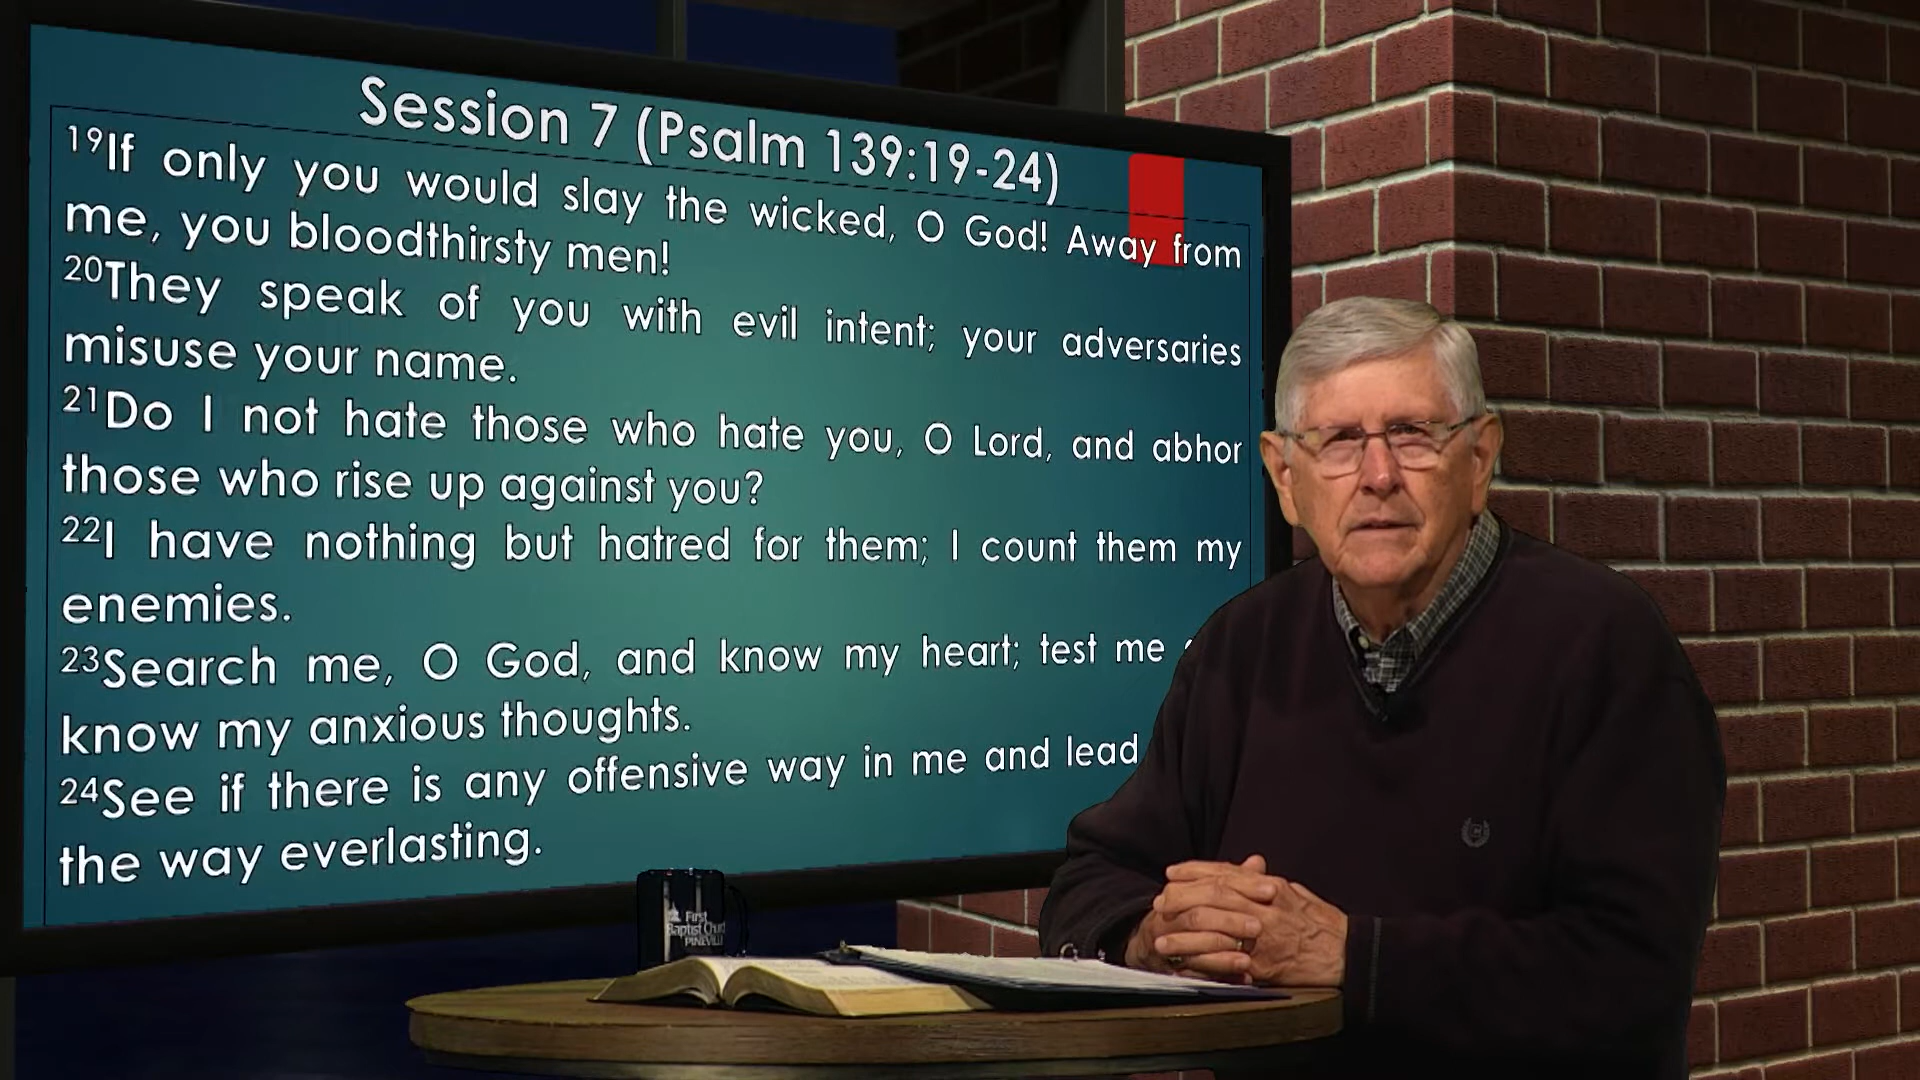 Session 7 (Psalm 139:19-24)
19If only you would slay the wicked, O God! Away from
me, you bloodthirsty men!
20They speak of you with evil intent; your adversaries
misuse your name.
21Do I not hate those who hate you, O Lord, and abhor
those who rise up against you?
22I have nothing but hatred for them; I count them my
enemies.
23Search me, O God, and know my heart; test me
know my anxious thoughts.
24See if there is any offensive way in me and lead
the way everlasting.
First
Baptist Church
PINEVILLE